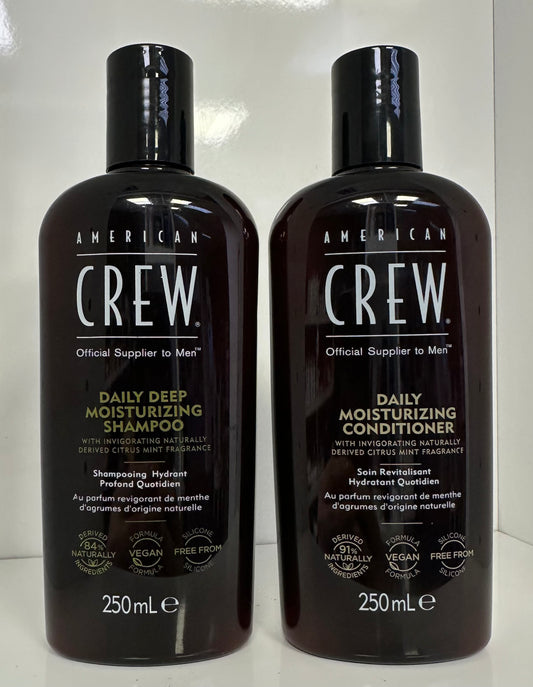 AMERICAN
CREW®
Official Supplier to Men™
DAILY DEEP
MOISTURIZING
SHAMPOO
WITH INVIGORATING NATURALLY
DERIVED CITRUS MINT FRAGRANCE
Shampooing Hydrant
Profond Quotidien
Au parfum revigorant de menthe
d'agrumes d'origine naturelle
DERIVED
84%
NATURALLY
INGREDIENTS
FORMULA
VEGAN
FORMULA
SILICONE
FREE FROM
SILICONE
250 mL e
AMERICAN
CREW®
Official Supplier to Men™
DAILY
MOISTURIZING
CONDITIONER
WITH INVIGORATING NATURALLY
DERIVED CITRUS MINT FRAGRANCE
Soin Revitalisant
Hydratant Quotidien
Au parfum revigorant de menthe
d'agrumes d'origine naturelle
DERIVED
91%
NATURALLY
INGREDIENTS
FORMULA
VEGAN
FORMULA
SILICONE
FREE FROM
SILICONE
250 mL e